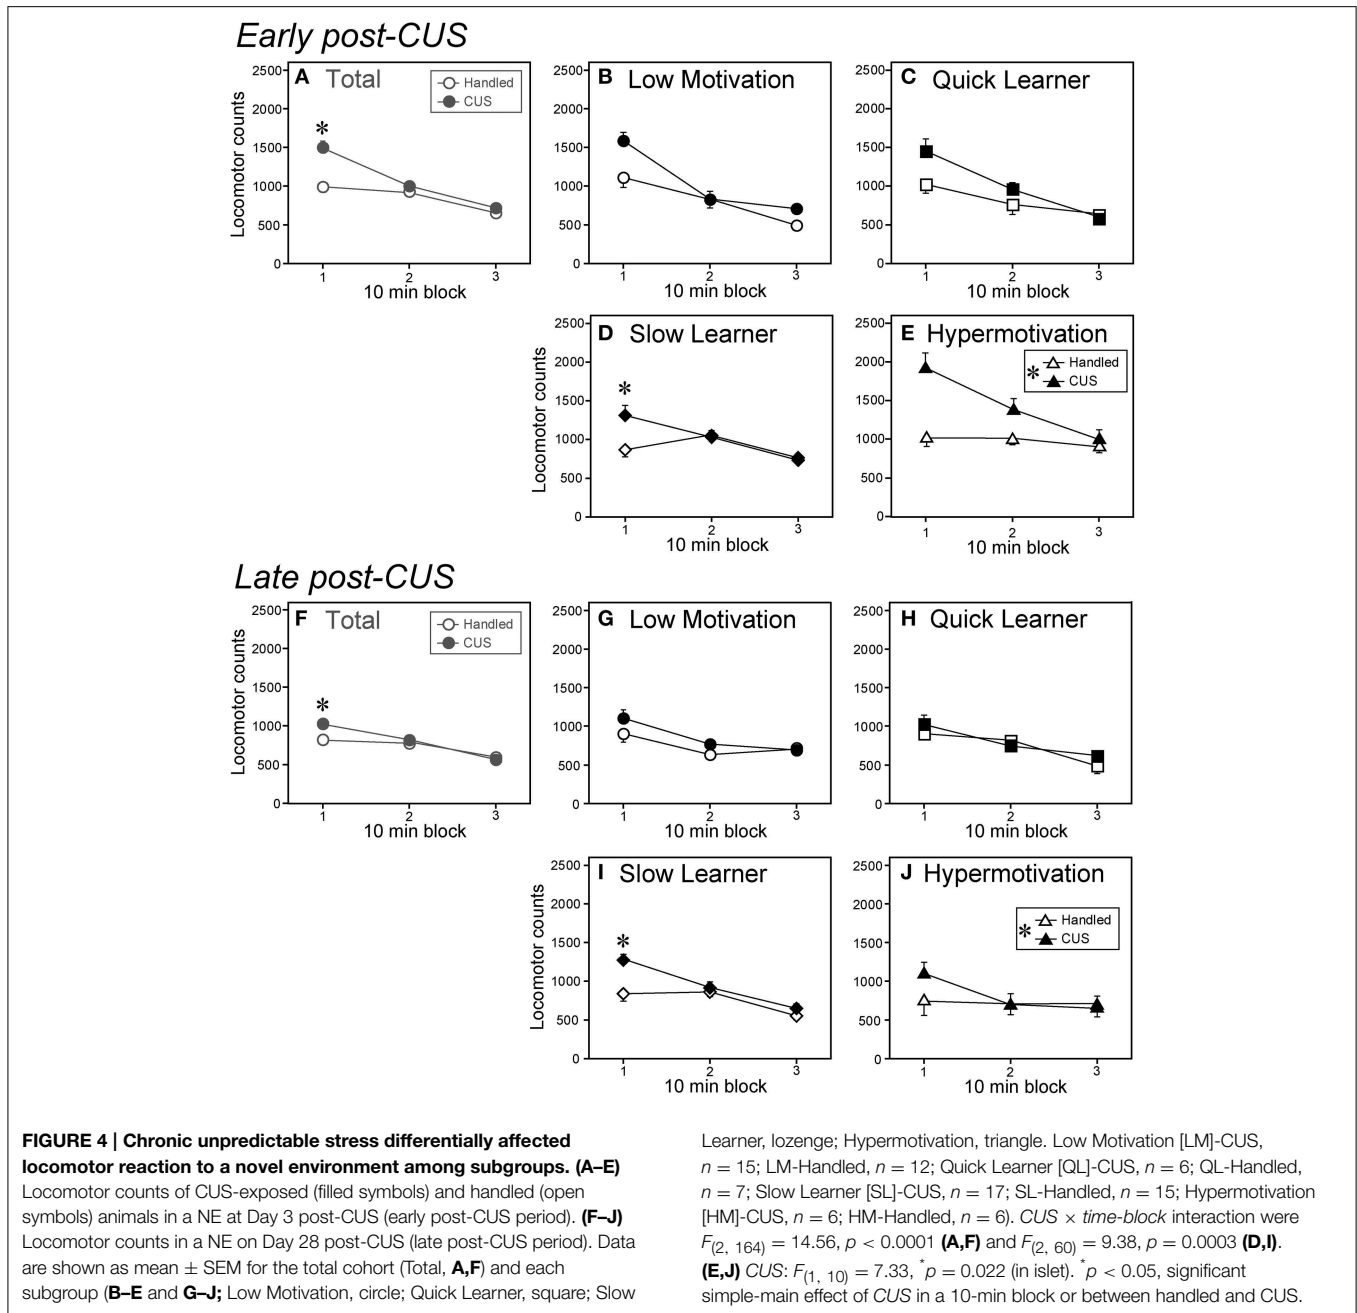 Early post-CUS
A Total
Handled
CUS
*
Locomotor counts
2500
2000
1500
1000
500
0
1 2 3
10 min block
B Low Motivation
2500
2000
1500
1000
500
0
1 2 3
10 min block
C Quick Learner
2500
2000
1500
1000
500
0
1 2 3
10 min block
D Slow Learner
*
Locomotor counts
2500
2000
1500
1000
500
0
1 2 3
10 min block
E Hypermotivation
* Handled
CUS
2500
2000
1500
1000
500
0
1 2 3
10 min block
Late post-CUS
F Total
Handled
CUS
*
Locomotor counts
2500
2000
1500
1000
500
0
1 2 3
10 min block
G Low Motivation
2500
2000
1500
1000
500
0
1 2 3
10 min block
H Quick Learner
2500
2000
1500
1000
500
0
1 2 3
10 min block
I Slow Learner
*
Locomotor counts
2500
2000
1500
1000
500
0
1 2 3
10 min block
J Hypermotivation
* Handled
CUS
2500
2000
1500
1000
500
0
1 2 3
10 min block
FIGURE 4 | Chronic unpredictable stress differentially affected
locomotor reaction to a novel environment among subgroups. (A–E)
Locomotor counts of CUS-exposed (filled symbols) and handled (open
symbols) animals in a NE at Day 3 post-CUS (early post-CUS period). (F–J)
Locomotor counts in a NE on Day 28 post-CUS (late post-CUS period). Data
are shown as mean ± SEM for the total cohort (Total, A,F) and each
subgroup (B–E and G–J; Low Motivation, circle; Quick Learner, square; Slow
Learner, lozenge; Hypermotivation, triangle. Low Motivation [LM]-CUS,
n = 15; LM-Handled, n = 12; Quick Learner [QL]-CUS, n = 6; QL-Handled,
n = 7; Slow Learner [SL]-CUS, n = 17; SL-Handled, n = 15; Hypermotivation
[HM]-CUS, n = 6; HM-Handled, n = 6). CUS × time-block interaction were
F(2, 164) = 14.56, p < 0.0001 (A,F) and F(2, 60) = 9.38, p = 0.0003 (D,I).
(E,J) CUS: F(1, 10) = 7.33, *p = 0.022 (in islet). *p < 0.05, significant
simple-main effect of CUS in a 10-min block or between handled and CUS.